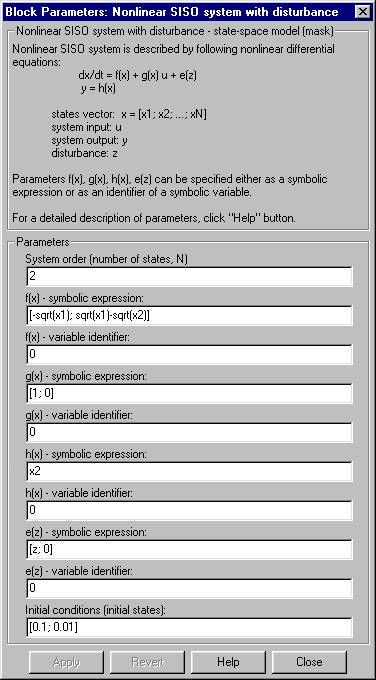 Block Parameters: Nonlinear SISO system with disturbance
Nonlinear SISO system with disturbance - state-space model (mask)
Nonlinear SISO system is described by following nonlinear differential
equations:
dx/dt = f(x) + g(x) u + e(z)
y = h(x)
states vector: x = [x1; x2; ...; xN]
system input: u
system output: y
disturbance: z
Parameters f(x), g(x), h(x), e(z) can be specified either as a symbolic
expression or as an identifier of a symbolic variable.
For a detailed description of parameters, click "Help" button.
Parameters
System order (number of states, N)
2
f(x) - symbolic expression:
[-sqrt(x1); sqrt(x1)-sqrt(x2)]
f(x) - variable identifier:
0
g(x) - symbolic expression:
[1; 0]
g(x) - variable identifier:
0
h(x) - symbolic expression:
x2
h(x) - variable identifier:
0
e(z) - symbolic expression:
[z; 0]
e(z) - variable identifier:
0
Initial conditions (initial states):
[0.1; 0.01]
Apply Revert Help Close